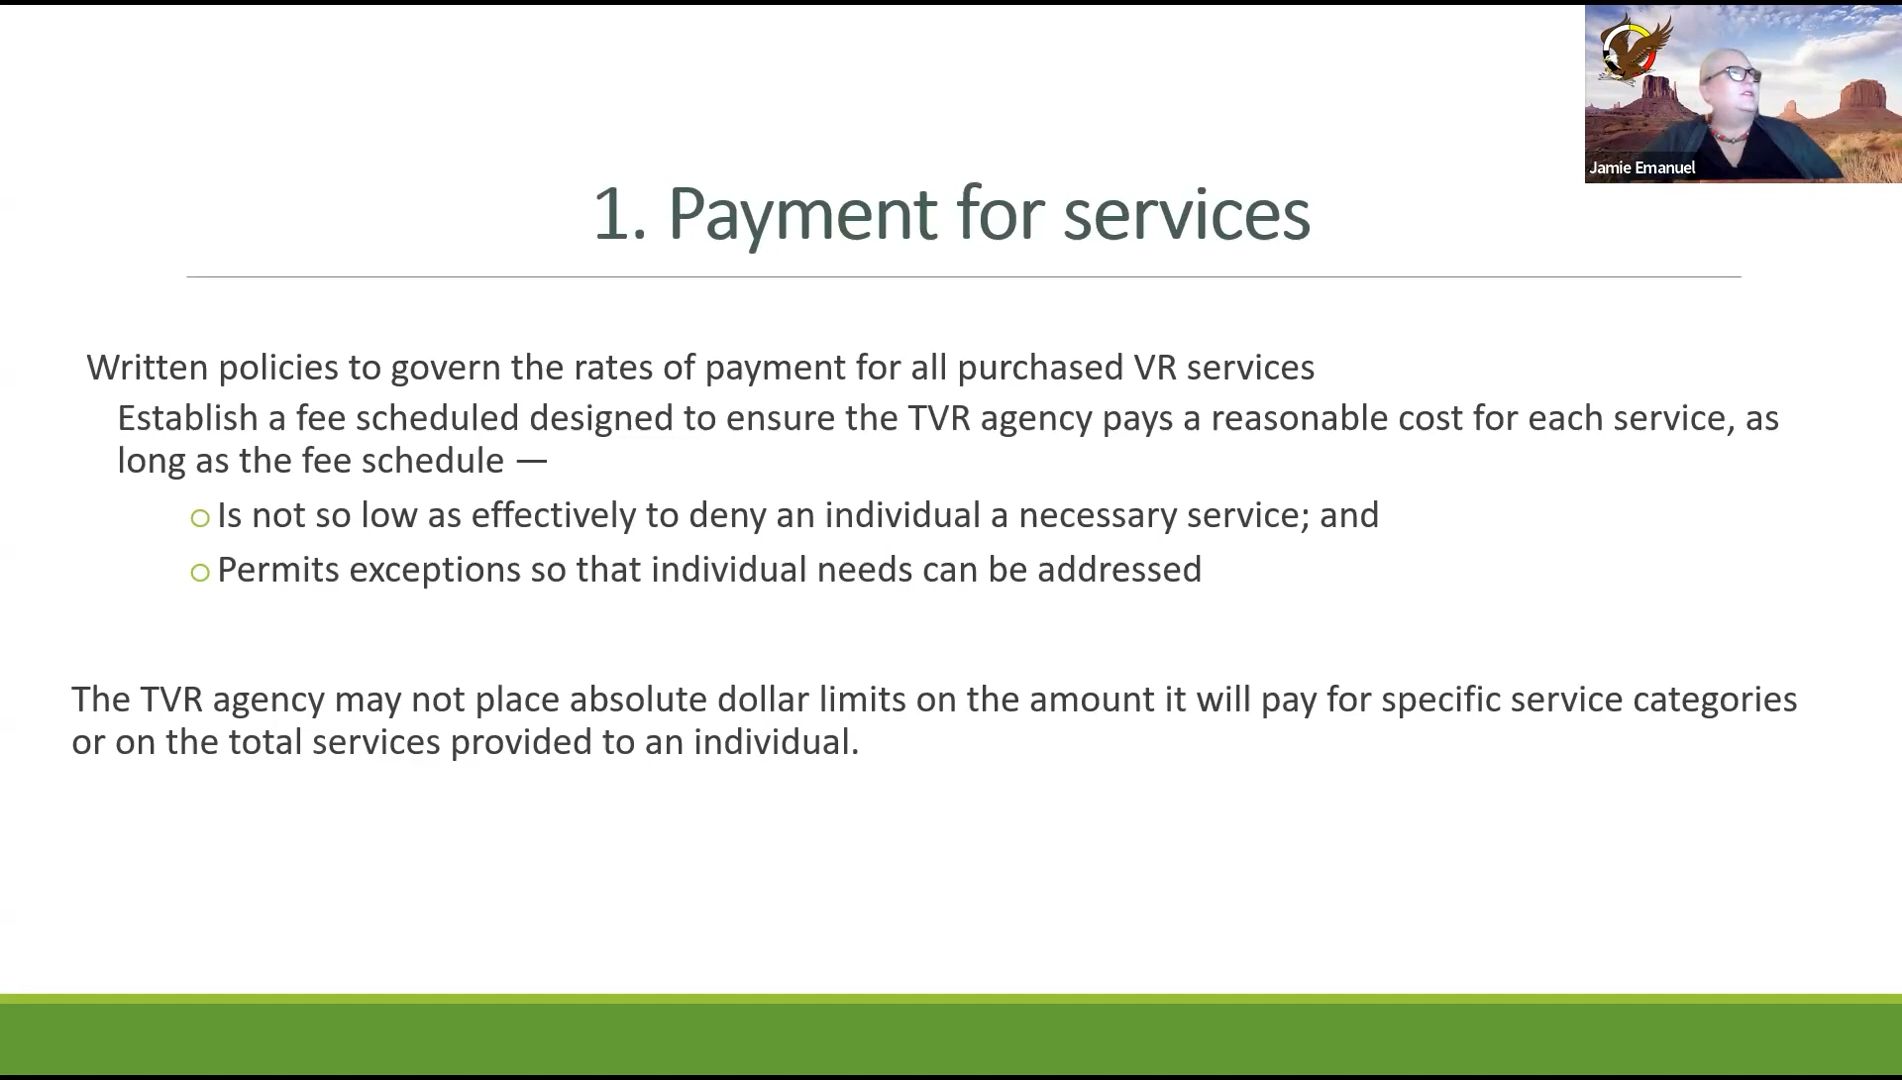 Jamie Emanuel
1. Payment for services
Written policies to govern the rates of payment for all purchased VR services
Establish a fee scheduled designed to ensure the TVR agency pays a reasonable cost for each service, as
long as the fee schedule —
Is not so low as effectively to deny an individual a necessary service; and
Permits exceptions so that individual needs can be addressed
The TVR agency may not place absolute dollar limits on the amount it will pay for specific service categories
or on the total services provided to an individual.